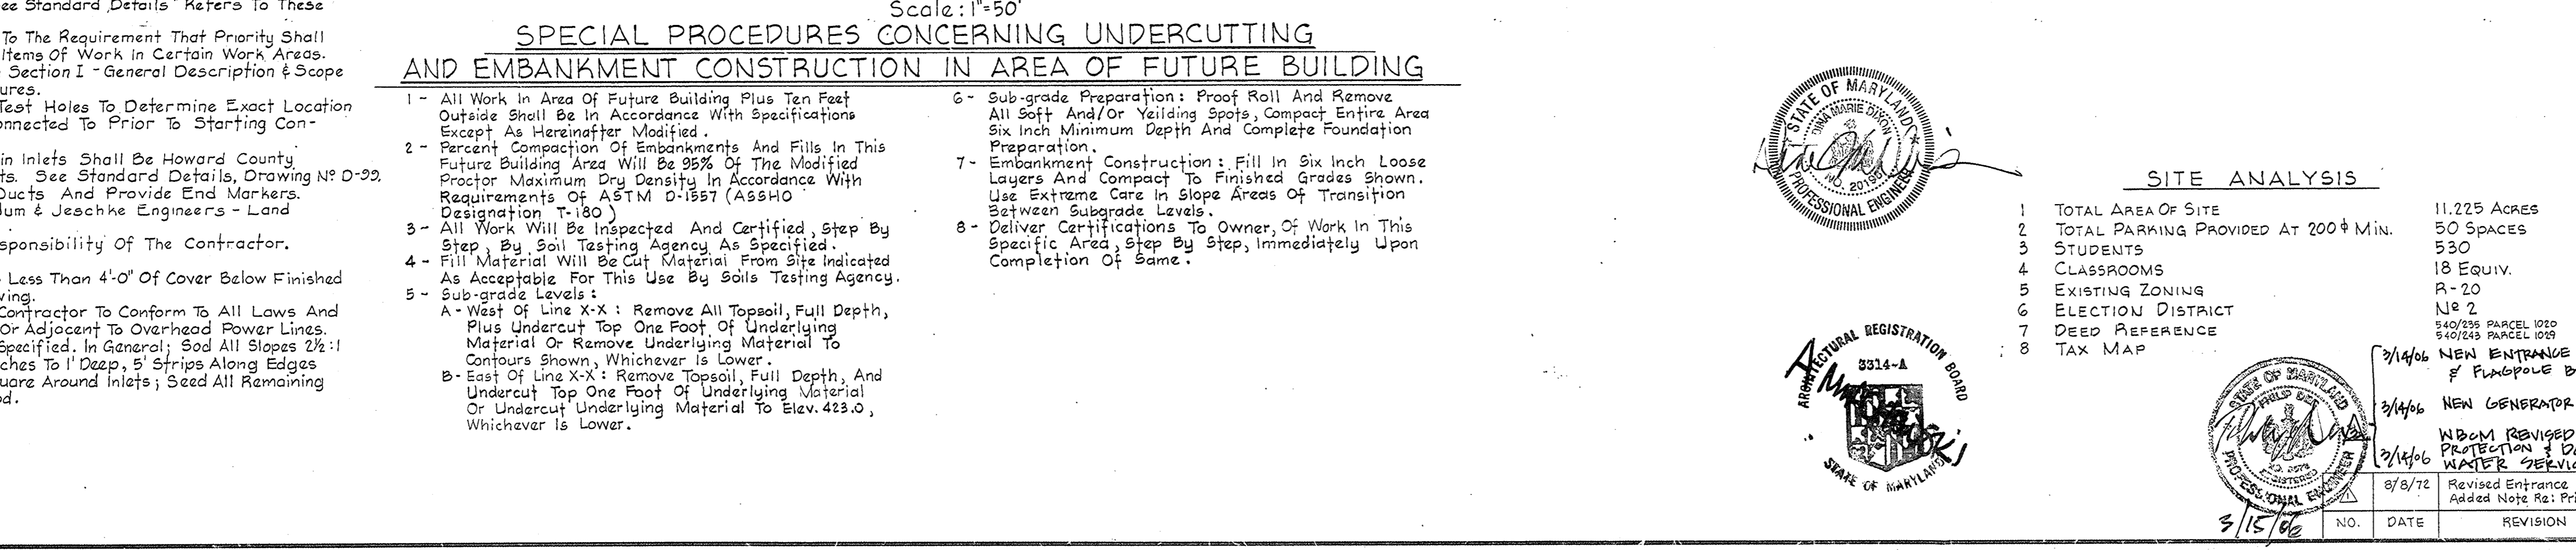 ee Standard Details" Refers To These
To The Requirement That Priority Shall
Items Of Work In Certain Work Areas.
Section I - General Description & Scope
ures.
Test Holes To Determine Exact Location
onnected To Prior To Starting Con-
in Inlets Shall Be Howard County
ts. See Standard Details, Drawing Nº D-99.
Ducts And Provide End Markers.
lum & Jeschke Engineers - Land
sponsibility Of The Contractor.
Less Than 4'-0" Of Cover Below Finished
ving.
Contractor To Conform To All Laws And
Or Adjacent To Overhead Power Lines.
Specified. In General; Sod All Slopes 2½:1
ches To 1' Deep, 5' Strips Along Edges
uare Around Inlets; Seed All Remaining
d.
Scale: 1"=50'
SPECIAL PROCEDURES CONCERNING UNDERCUTTING
AND EMBANKMENT CONSTRUCTION IN AREA OF FUTURE BUILDING
1 - All Work In Area Of Future Building Plus Ten Feet
Outside Shall Be In Accordance With Specifications
Except As Hereinafter Modified.
2 - Percent Compaction Of Embankments And Fills In This
Future Building Area Will Be 95% Of The Modified
Proctor Maximum Dry Density In Accordance With
Requirements Of ASTM D-1557 (ASSHO
Designation T-180)
3 - All Work Will Be Inspected And Certified, Step By
Step, By Soil Testing Agency As Specified.
4 - Fill Material Will Be Cut Material From Site Indicated
As Acceptable For This Use By Soils Testing Agency.
5 - Sub-grade Levels:
A - West Of Line X-X: Remove All Topsoil, Full Depth,
Plus Undercut Top One Foot Of Underlying
Material Or Remove Underlying Material To
Contours Shown, Whichever Is Lower.
B - East Of Line X-X: Remove Topsoil, Full Depth, And
Undercut Top One Foot Of Underlying Material
Or Undercut Underlying Material To Elev. 423.0,
Whichever Is Lower.
6 - Sub-grade Preparation: Proof Roll And Remove
All Soft And/Or Yeilding Spots, Compact Entire Area
Six Inch Minimum Depth And Complete Foundation
Preparation.
7 - Embankment Construction: Fill In Six Inch Loose
Layers And Compact To Finished Grades Shown.
Use Extreme Care In Slope Areas Of Transition
Between Subgrade Levels.
8 - Deliver Certifications To Owner, Of Work In This
Specific Area, Step By Step, Immediately Upon
Completion Of Same.
STATE OF MARYLAND
DINA MARIE DIXON
PROFESSIONAL ENGINEER
ARCHITECTURAL REGISTRATION BOARD
3314-A
STATE OF MARYLAND
SITE ANALYSIS
1 TOTAL AREA OF SITE 11.225 ACRES
2 TOTAL PARKING PROVIDED AT 200 ⌽ MIN. 50 SPACES
3 STUDENTS 530
4 CLASSROOMS 18 EQUIV.
5 EXISTING ZONING R-20
6 ELECTION DISTRICT Nº 2
7 DEED REFERENCE 540/235 PARCEL 1020
540/243 PARCEL 1029
8 TAX MAP
STATE OF MARYLAND
REGISTERED
PROFESSIONAL ENGINEER
3/15/06
3/14/06 NEW ENTRANCE
& FLAGPOLE B
3/14/06 NEW GENERATOR
WBCM REVISED
3/14/06 PROTECTION & D
WATER SERVIC
8/8/72 Revised Entrance
Added Note Re: Pri
NO. DATE REVISION